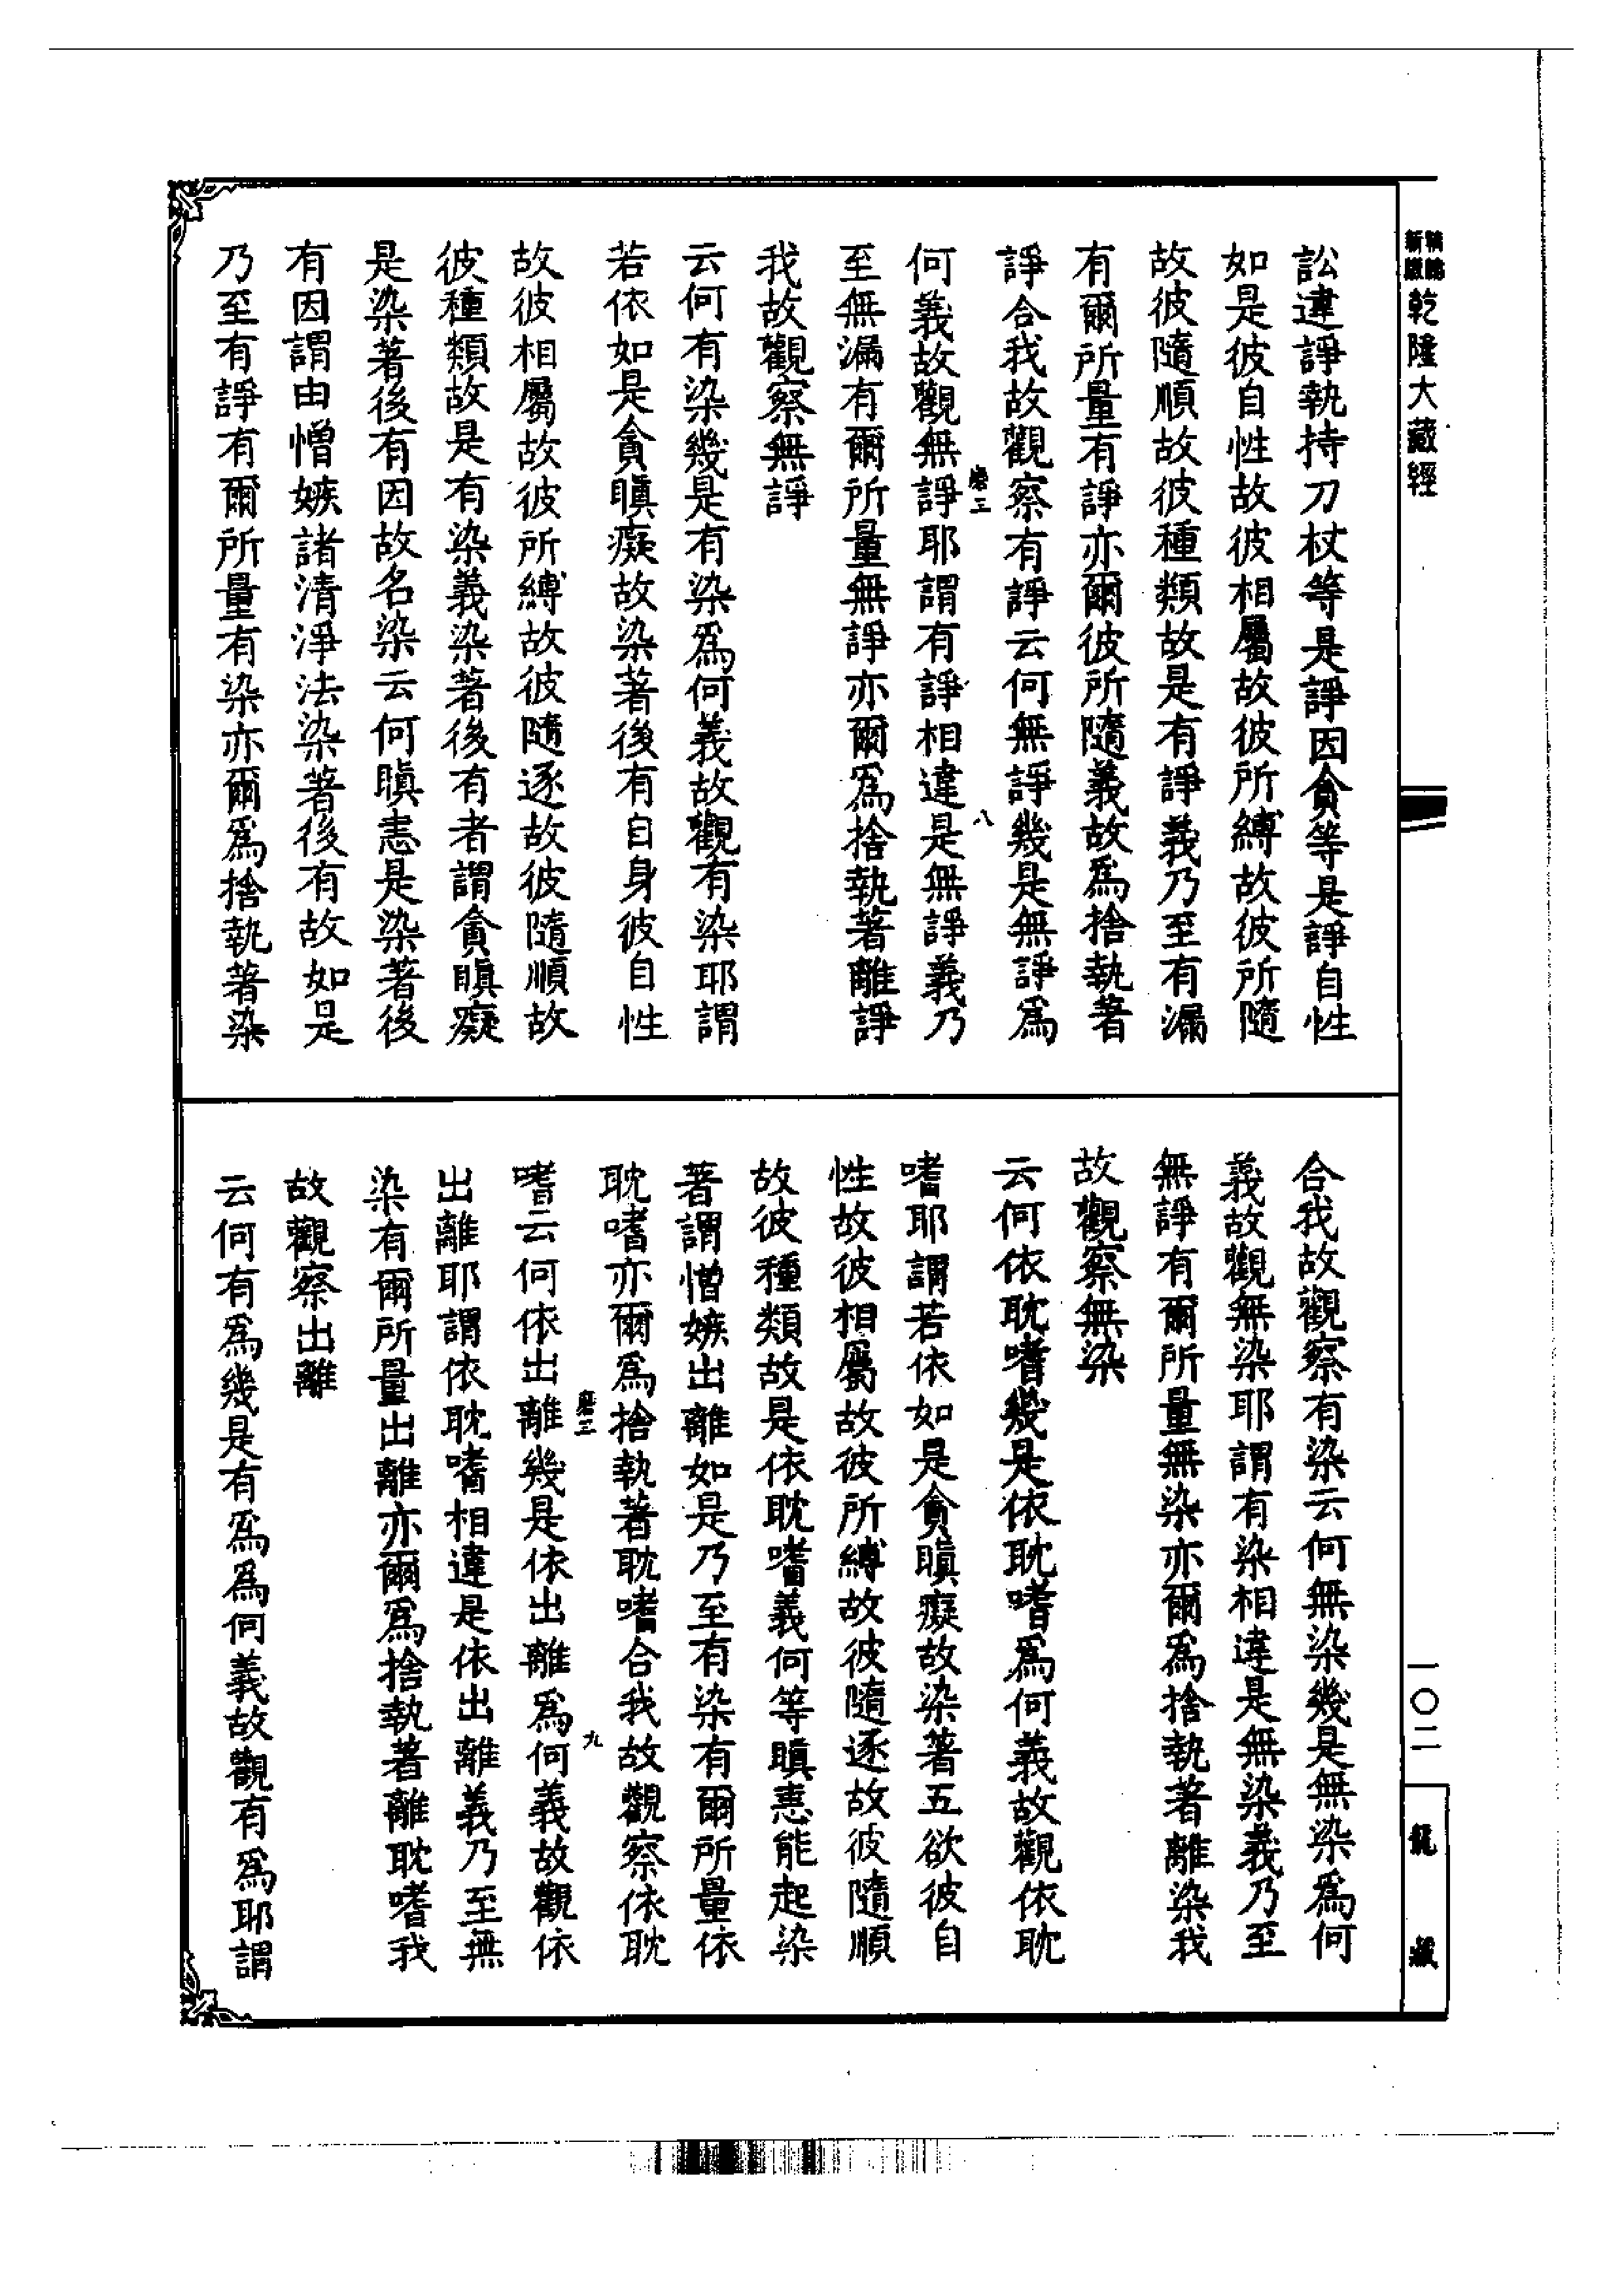 新編
縮
乾隆大藏經
訟違諍執持刀杖等是諍因貪等是諍自性
如是彼自性故彼相屬故彼所縛故彼所隨
故彼隨順故彼種類故是有諍義乃至有漏
有爾所量有諍亦爾彼所隨義故爲捨執著
諍合我故觀察有諍云何無諍幾是無諍爲
磨三
八
何義故觀無諍耶謂有諍相違是無諍義乃
至無漏有爾所量無諍亦爾爲捨執著離諍
我故觀察無諍
云何有染幾是有染爲何義故觀有染耶謂
若依如是貪瞋癡故染著後有自身彼自性
故彼相屬故彼所縛故彼隨逐故彼隨順故
彼種類故是有染義染著後有者謂貪瞋癡
是染著後有因故名染云何瞋恚是染著後
有因謂由憎嫉諸清淨法染著後有故如是
乃至有諍有爾所量有染亦爾爲捨執著染
合我故觀察有染云何無染幾是無染爲何
義故觀無染耶謂有染相違是無染義乃至
無諍有爾所量無染亦爾爲捨執著離染我
故觀察無染
云何依耽嗜幾是依耽嗜爲何義故觀依耽
嗜耶謂若依如是貪瞋癡故染著五欲彼自
性故彼相屬故彼所縛故彼隨逐故彼隨順
故彼種類故是依耽嗜義何等瞋恚能起染
著謂憎嫉出離如是乃至有染有爾所量依
耽嗜亦爾爲捨執著耽嗜合我故觀察依耽
磨三
九
嗜云何依出離幾是依出離爲何義故觀依
出離耶謂依耽嗜相違是依出離義乃至無
染有爾所量出離亦爾爲捨執著離耽嗜我
故觀察出離
云何有爲幾是有爲爲何義故觀有爲耶謂
一〇二
龍藏